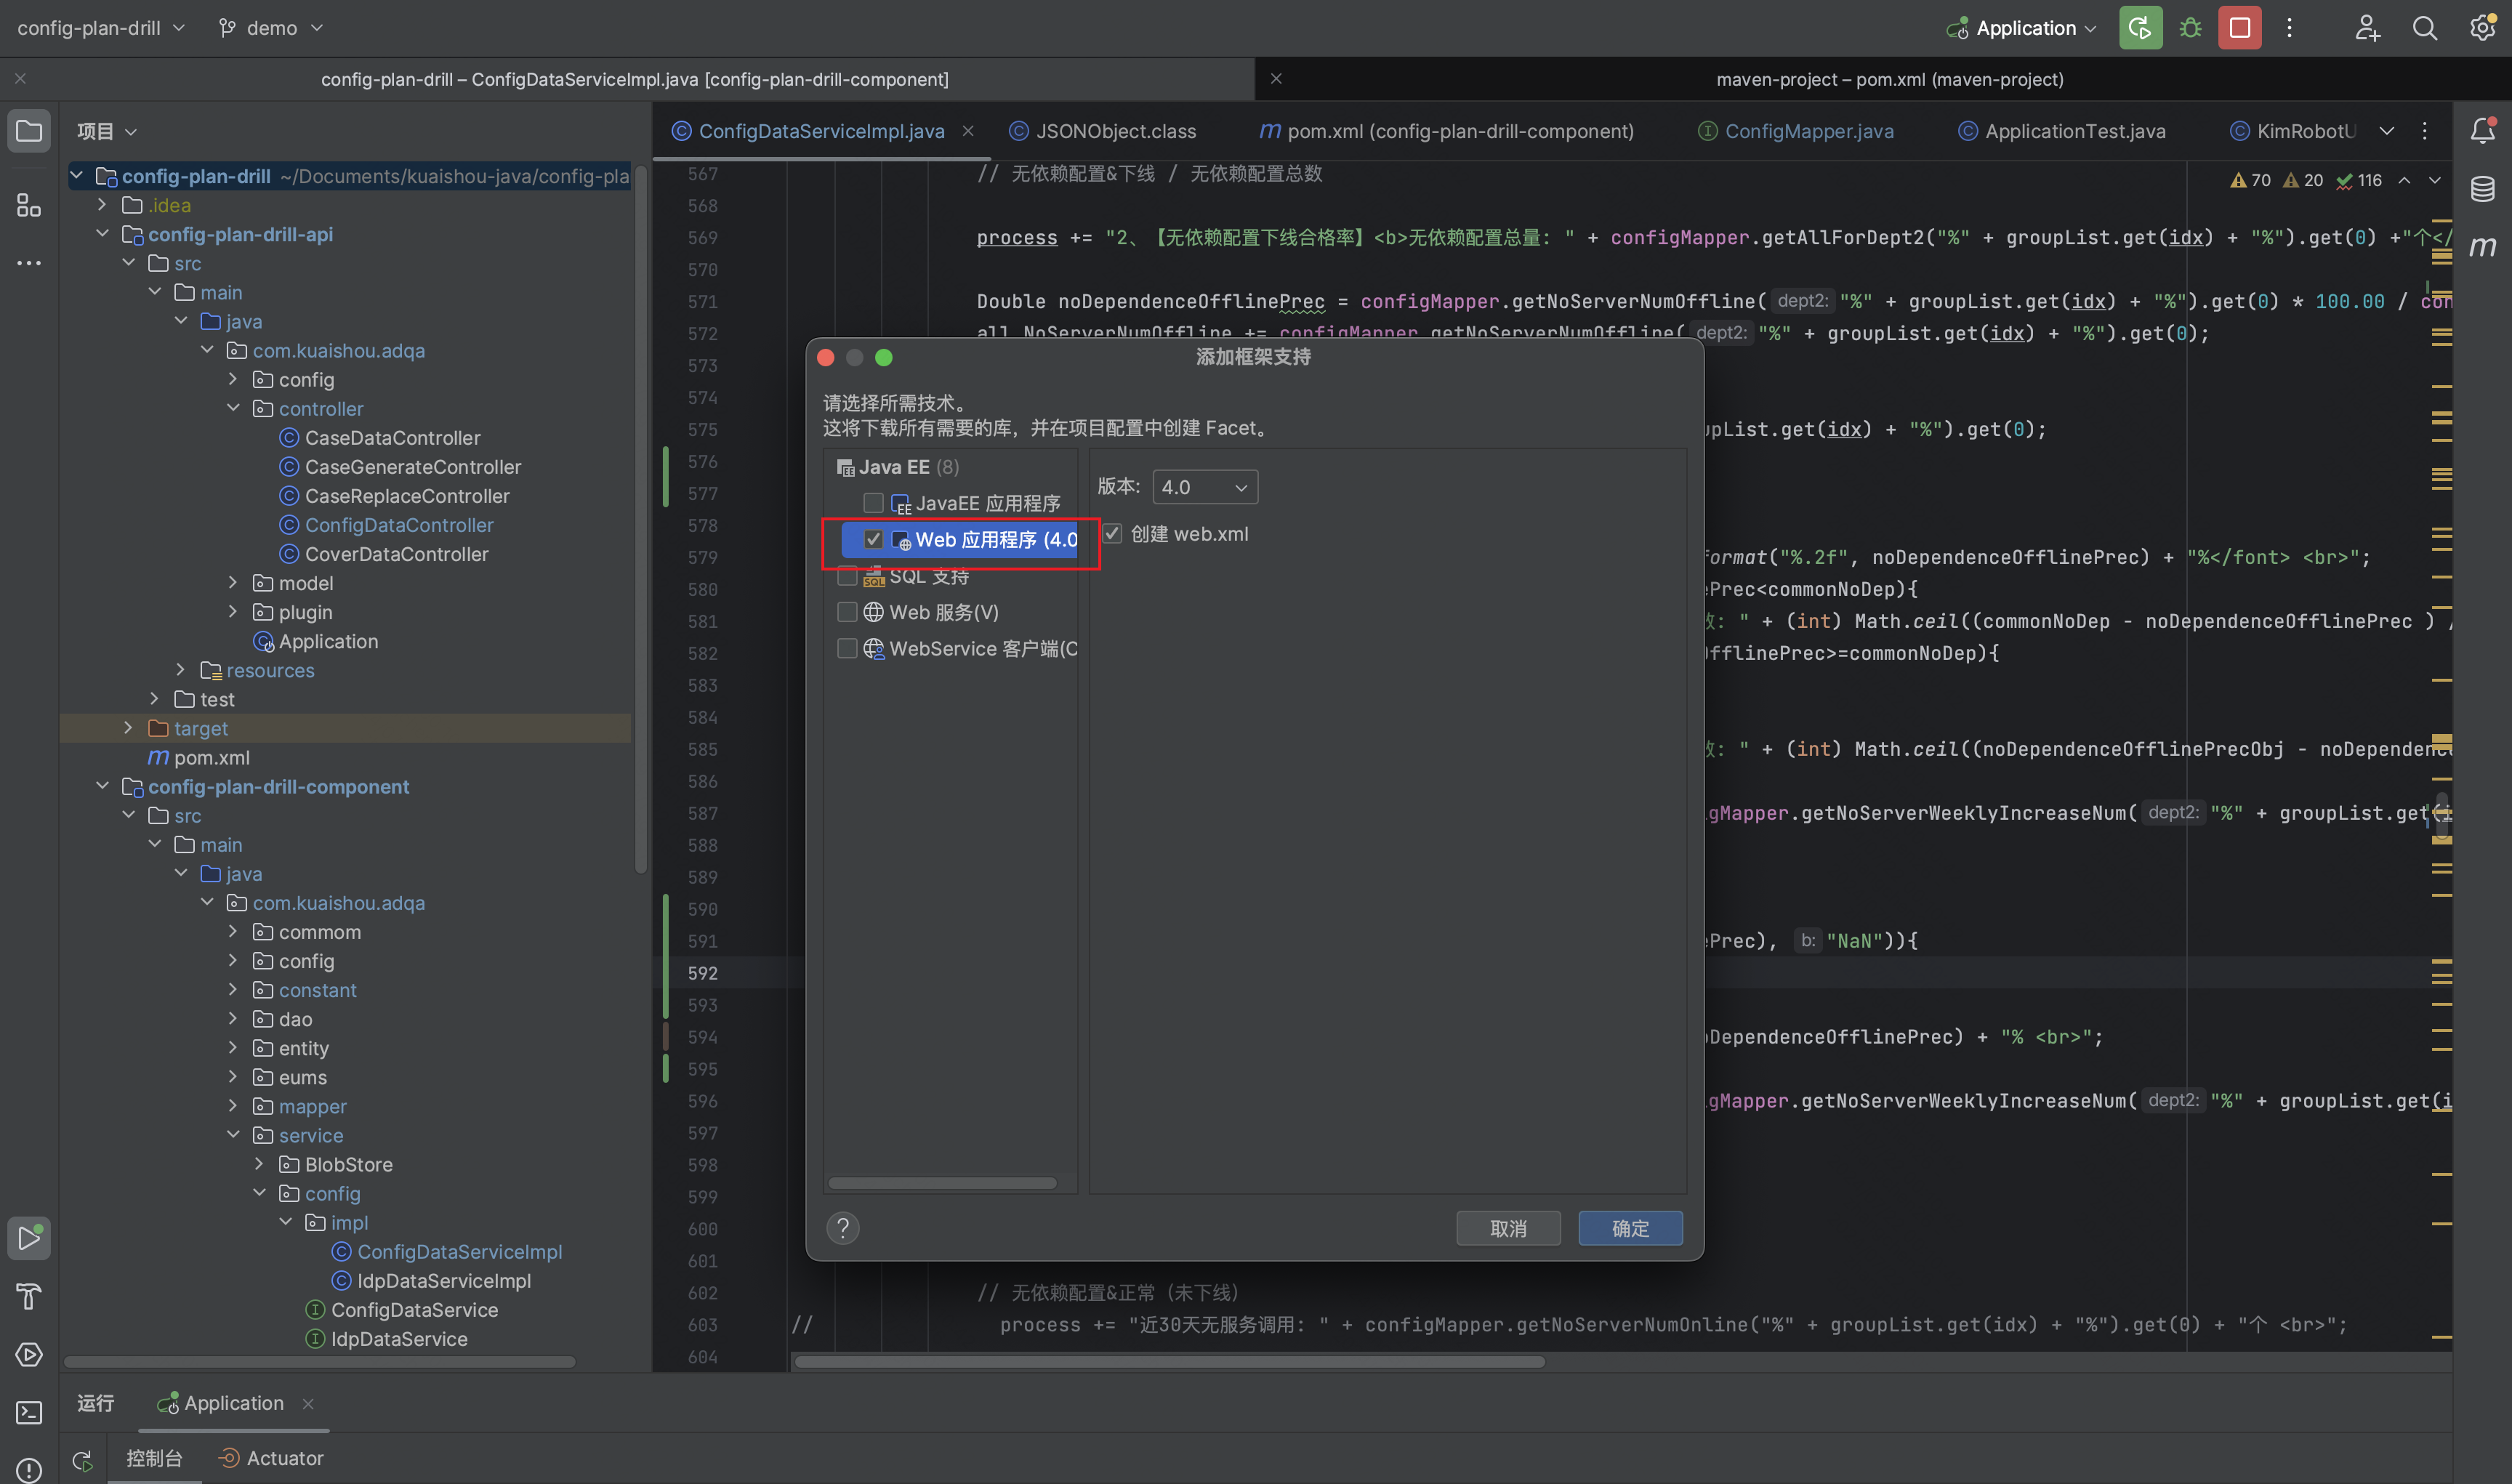 config-plan-drill demo Application
config-plan-drill – ConfigDataServiceImpl.java [config-plan-drill-component]
maven-project – pom.xml (maven-project)
项目
ConfigDataServiceImpl.java JSONObject.class pom.xml (config-plan-drill-component) ConfigMapper.java ApplicationTest.java KimRobotU
70 20 116
config-plan-drill ~/Documents/kuaishou-java/config-pla
.idea
config-plan-drill-api
src
main
java
com.kuaishou.adqa
config
controller
CaseDataController
CaseGenerateController
CaseReplaceController
ConfigDataController
CoverDataController
model
plugin
Application
resources
test
target
pom.xml
config-plan-drill-component
src
main
java
com.kuaishou.adqa
commom
config
constant
dao
entity
eums
mapper
service
BlobStore
config
impl
ConfigDataServiceImpl
IdpDataServiceImpl
ConfigDataService
IdpDataService
567 // 无依赖配置&下线 / 无依赖配置总数
568
569 process += "2、【无依赖配置下线合格率】<b>无依赖配置总量: " + configMapper.getAllForDept2("%" + groupList.get(idx) + "%").get(0) +"个</
570
571 Double noDependenceOfflinePrec = configMapper.getNoServerNumOffline( dept2: "%" + groupList.get(idx) + "%").get(0) * 100.00 / con
572 all_NoServerNumOffline += configMapper.getNoServerNumOffline( dept2: "%" + groupList.get(idx) + "%").get(0);
573
574
575 pList.get(idx) + "%").get(0);
576
577
578
579 format("%.2f", noDependenceOfflinePrec) + "%</font> <br>";
580 ePrec<commonNoDep){
581 数: " + (int) Math.ceil((commonNoDep - noDependenceOfflinePrec ) /
582 OfflinePrec>=commonNoDep){
583
584
585 数: " + (int) Math.ceil((noDependenceOfflinePrecObj - noDependence
586
587 gMapper.getNoServerWeeklyIncreaseNum( dept2: "%" + groupList.get(i
588
589
590
591 ePrec), b: "NaN")){
592
593
594 oDependenceOfflinePrec) + "% <br>";
595
596 gMapper.getNoServerWeeklyIncreaseNum( dept2: "%" + groupList.get(i
597
598
599
600
601
602 // 无依赖配置&正常（未下线）
603 // process += "近30天无服务调用: " + configMapper.getNoServerNumOnline("%" + groupList.get(idx) + "%").get(0) + "个 <br>";
604
添加框架支持
请选择所需技术。
这将下载所有需要的库，并在项目配置中创建 Facet。
Java EE (8)
JavaEE 应用程序
Web 应用程序 (4.0
SQL 支持
Web 服务(V)
WebService 客户端(C
版本: 4.0
创建 web.xml
?
取消 确定
运行 Application
控制台 Actuator